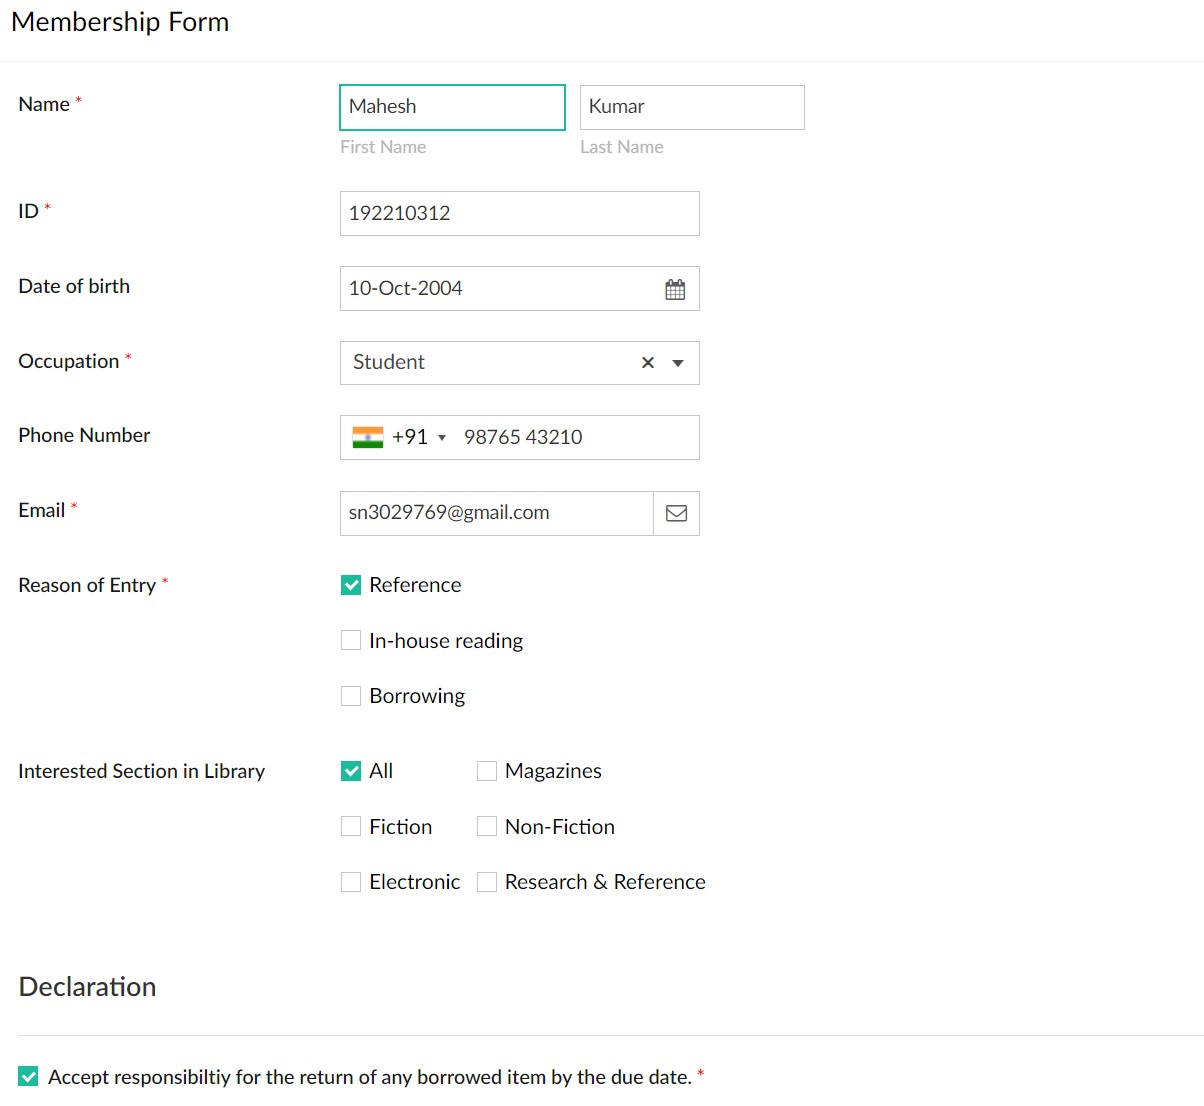 Membership Form
Name * Mahesh Kumar
First Name Last Name
ID * 192210312
Date of birth 10-Oct-2004
Occupation * Student
Phone Number +91 98765 43210
Email * sn3029769@gmail.com
Reason of Entry * Reference
In-house reading
Borrowing
Interested Section in Library All Magazines
Fiction Non-Fiction
Electronic Research & Reference
Declaration
Accept responsibiltiy for the return of any borrowed item by the due date. *